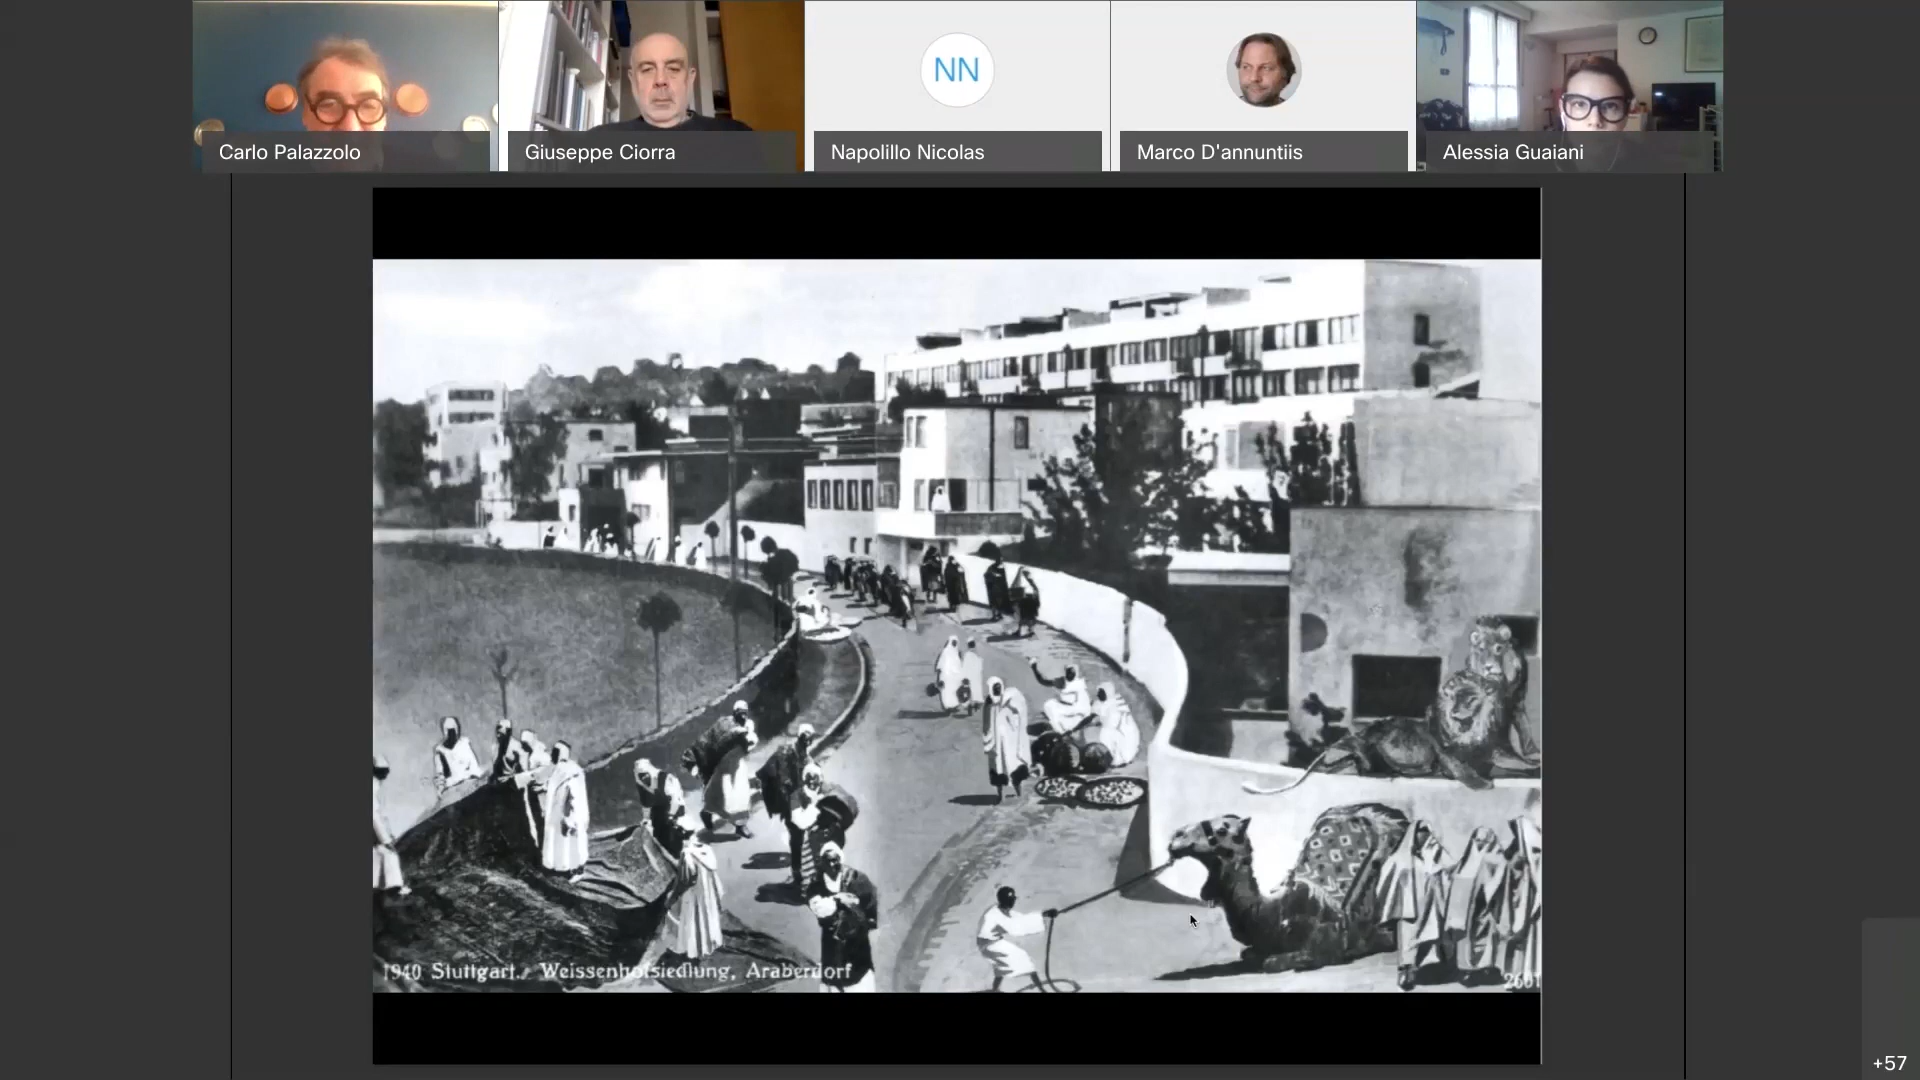 Carlo Palazzolo
Giuseppe Ciorra
NN
Napolillo Nicolas
Marco D'annuntiis
Alessia Guaiani
1940 Stuttgart. Weissenhofsiedlung, Araberdorf
2601
+57